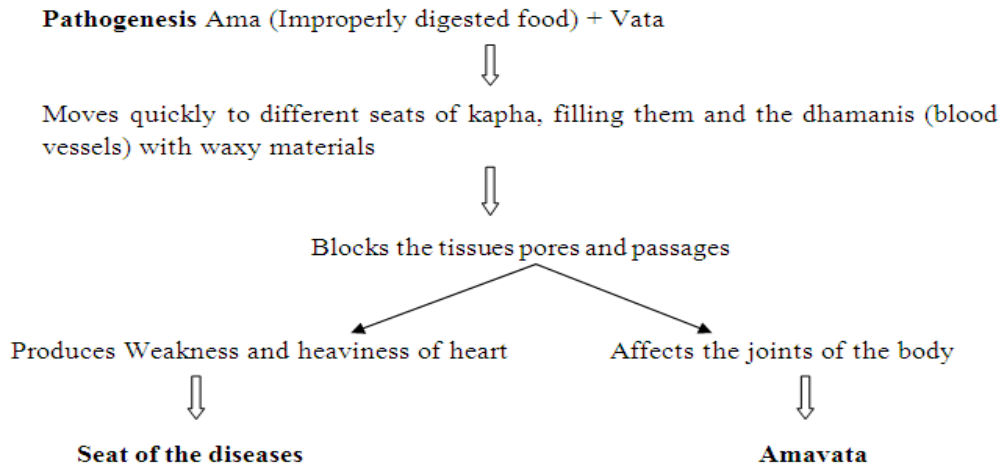 Pathogenesis Ama (Improperly digested food) + Vata
Moves quickly to different seats of kapha, filling them and the dhamanis (blood
vessels) with waxy materials
Blocks the tissues pores and passages
Produces Weakness and heaviness of heart
Affects the joints of the body
Seat of the diseases
Amavata